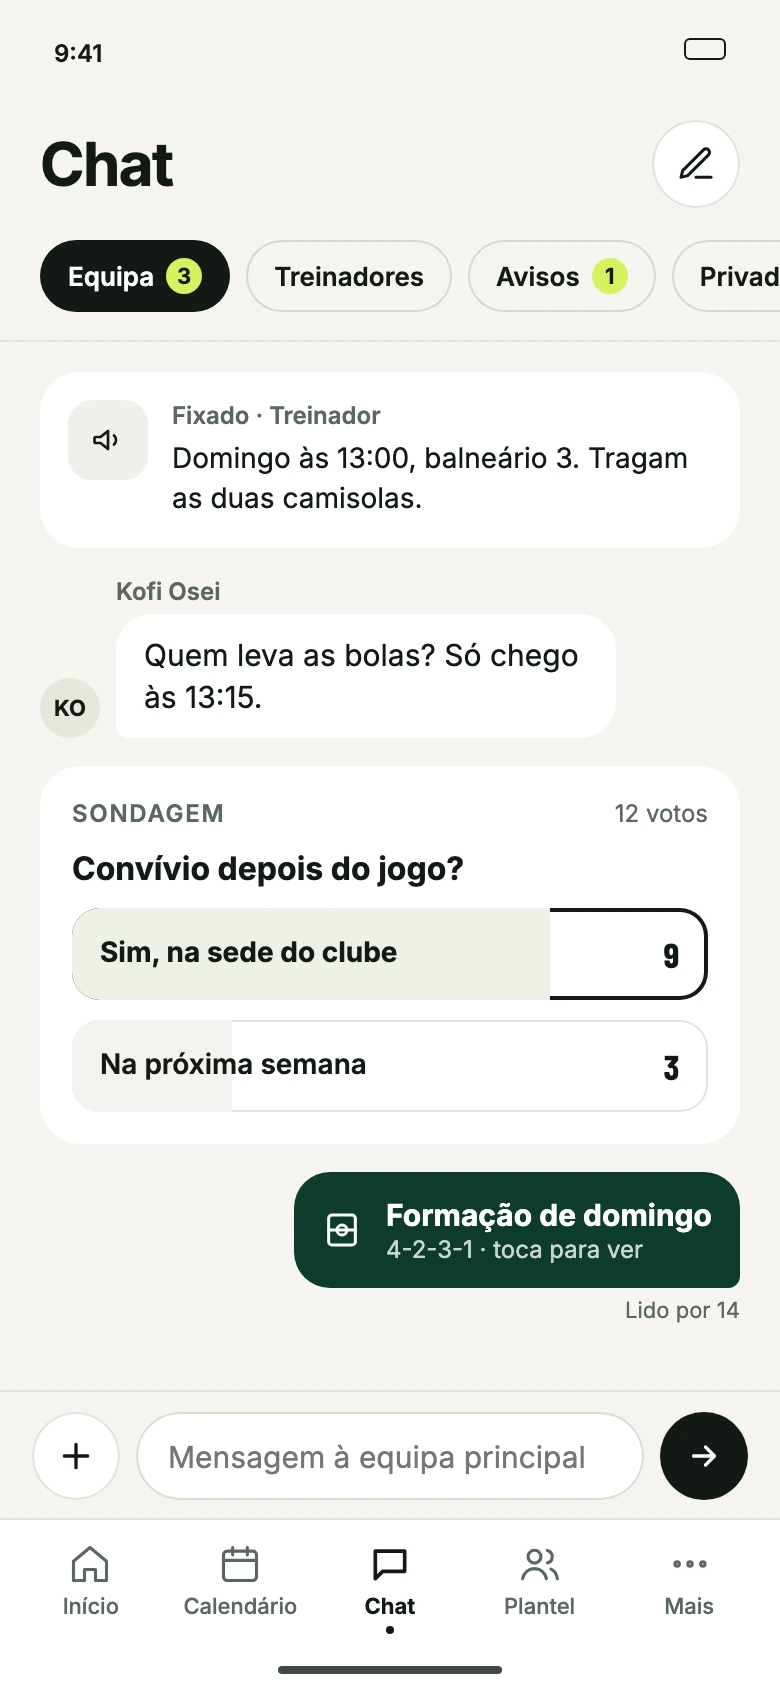 9:41
Chat
Equipa 3
Treinadores
Avisos 1
Privad
Fixado · Treinador
Domingo às 13:00, balneário 3. Tragam
as duas camisolas.
Kofi Osei
Quem leva as bolas? Só chego
às 13:15.
KO
SONDAGEM
12 votos
Convívio depois do jogo?
Sim, na sede do clube
9
Na próxima semana
3
Formação de domingo
4-2-3-1 · toca para ver
Lido por 14
Mensagem à equipa principal
Início
Calendário
Chat
Plantel
Mais